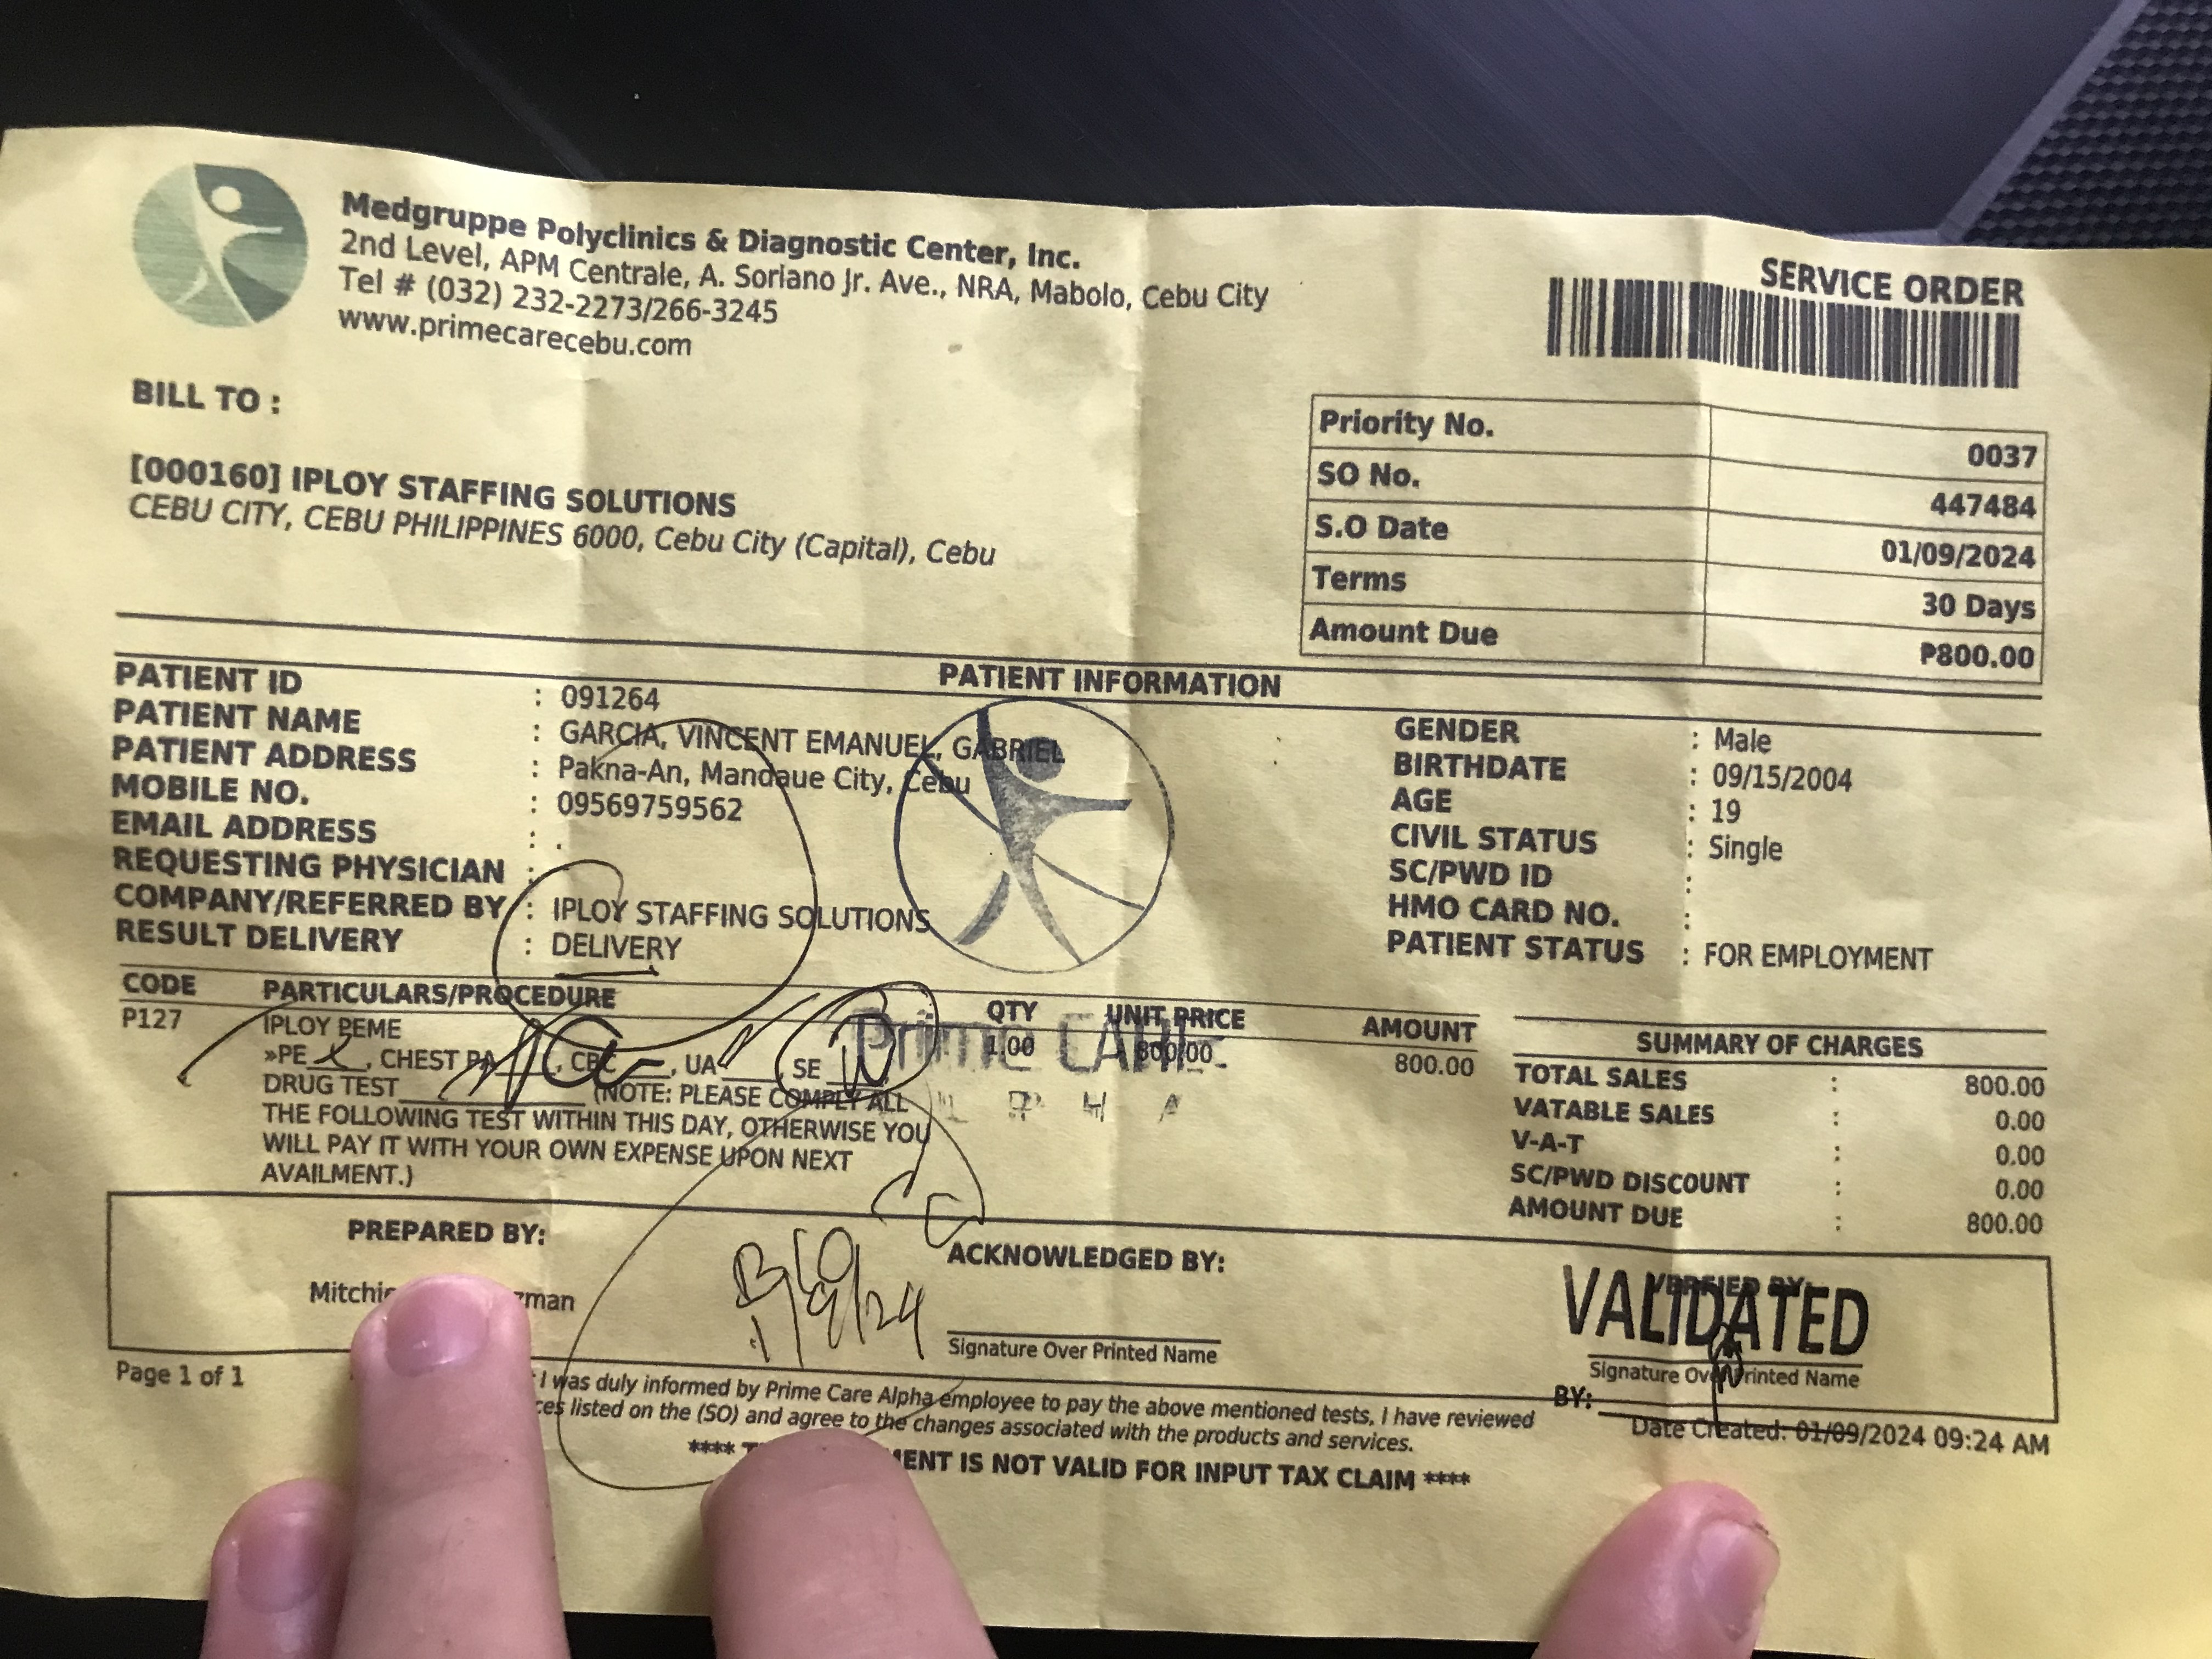 Medgruppe Polyclinics & Diagnostic Center, Inc.
2nd Level, APM Centrale, A. Soriano Jr. Ave., NRA, Mabolo, Cebu City
Tel # (032) 232-2273/266-3245
www.primecarecebu.com
SERVICE ORDER
BILL TO :
[000160] IPLOY STAFFING SOLUTIONS
CEBU CITY, CEBU PHILIPPINES 6000, Cebu City (Capital), Cebu
Priority No. 0037
SO No. 447484
S.O Date 01/09/2024
Terms 30 Days
Amount Due ₱800.00
PATIENT INFORMATION
PATIENT ID : 091264
PATIENT NAME : GARCIA, VINCENT EMANUEL, GABRIEL
PATIENT ADDRESS : Pakna-An, Mandaue City, Cebu
MOBILE NO. : 09569759562
EMAIL ADDRESS : .
REQUESTING PHYSICIAN :
COMPANY/REFERRED BY : IPLOY STAFFING SOLUTIONS
RESULT DELIVERY : DELIVERY
GENDER : Male
BIRTHDATE : 09/15/2004
AGE : 19
CIVIL STATUS : Single
SC/PWD ID :
HMO CARD NO. :
PATIENT STATUS : FOR EMPLOYMENT
CODE PARTICULARS/PROCEDURE QTY UNIT PRICE AMOUNT
P127 IPLOY PEME 1.00 800.00 800.00
»PE , CHEST PA , CBC , UA , SE
DRUG TEST (NOTE: PLEASE COMPLY ALL
THE FOLLOWING TEST WITHIN THIS DAY, OTHERWISE YOU
WILL PAY IT WITH YOUR OWN EXPENSE UPON NEXT
AVAILMENT.)
Prime CARE
SUMMARY OF CHARGES
TOTAL SALES : 800.00
VATABLE SALES : 0.00
V-A-T : 0.00
SC/PWD DISCOUNT : 0.00
AMOUNT DUE : 800.00
PREPARED BY:
1/9/24
ACKNOWLEDGED BY:
Signature Over Printed Name
VERIFIED BY:
VALIDATED
Signature Over Printed Name
BY:
Page 1 of 1
I was duly informed by Prime Care Alpha employee to pay the above mentioned tests, I have reviewed
listed on the (SO) and agree to the changes associated with the products and services.
Date Created: 01/09/2024 09:24 AM
**** IS NOT VALID FOR INPUT TAX CLAIM ****